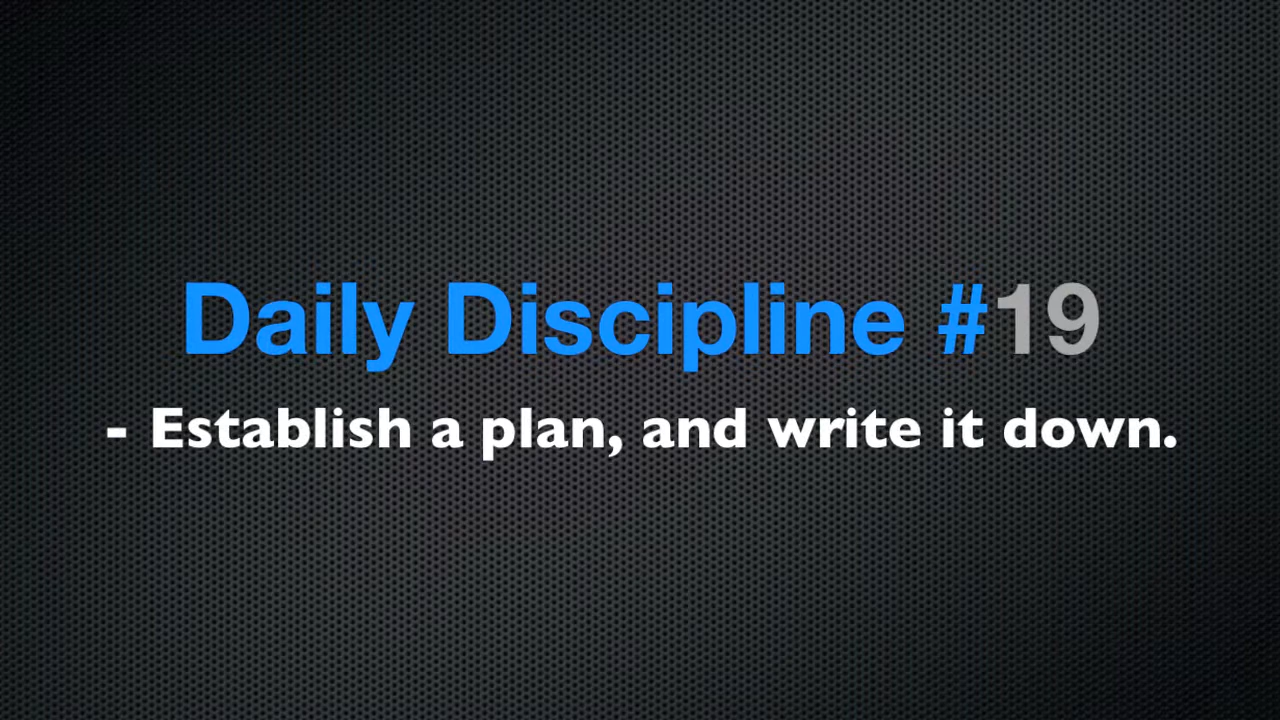 Daily Discipline #19
- Establish a plan, and write it down.